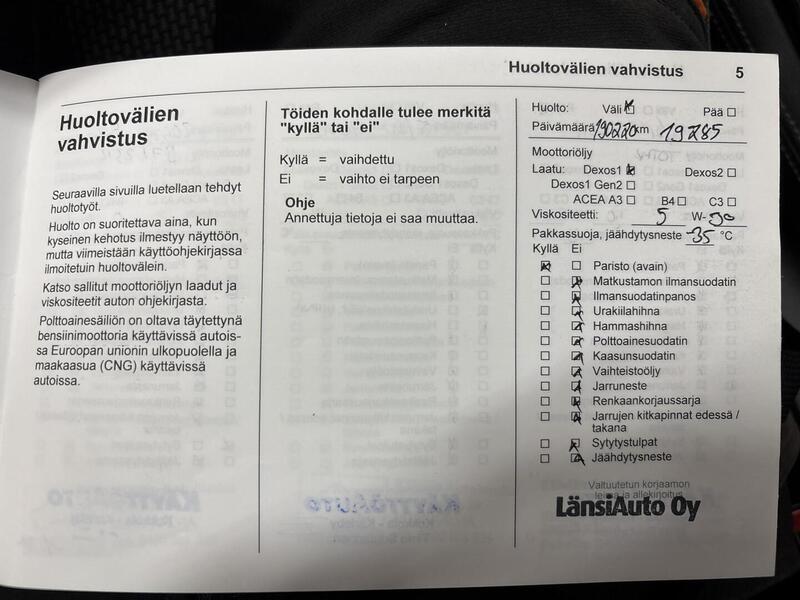 Huoltovälien vahvistus 5
Huoltovälien
vahvistus
Seuraavilla sivuilla luetellaan tehdyt
huoltotyöt.
Huolto on suoritettava aina, kun
kyseinen kehotus ilmestyy näyttöön,
mutta viimeistään käyttöohjekirjassa
ilmoitetuin huoltovälein.
Katso sallitut moottoriöljyn laadut ja
viskositeetit auton ohjekirjasta.
Polttoainesäiliön on oltava täytettynä
bensiinimoottoria käyttävissä autois-
sa Euroopan unionin ulkopuolella ja
maakaasua (CNG) käyttävissä
autoissa.
Töiden kohdalle tulee merkitä
"kyllä" tai "ei"
Kyllä = vaihdettu
Ei = vaihto ei tarpeen
Ohje
Annettuja tietoja ei saa muuttaa.
Huolto: Väli Pää
Päivämäärä 190220 km 19785
Moottoriöljy
Laatu: Dexos1 Dexos2
Dexos1 Gen2
ACEA A3 B4 C3
Viskositeetti: 5 W-30
Pakkassuoja, jäähdytysneste -35 °C
Kyllä Ei
Paristo (avain)
Matkustamon ilmansuodatin
Ilmansuodatinpanos
Urakiilahihna
Hammashihna
Polttoainesuodatin
Kaasunsuodatin
Vaihteistoöljy
Jarruneste
Renkaankorjaussarja
Jarrujen kitkapinnat edessä /
takana
Sytytystulpat
Jäähdytysneste
Valtuutetun korjaamon
leima ja allekirjoitus
LänsiAuto Oy